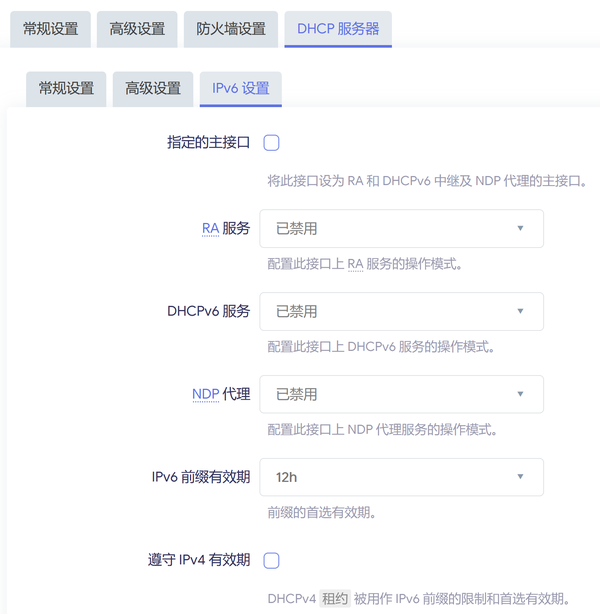 常规设置 高级设置 防火墙设置 DHCP 服务器
常规设置 高级设置 IPv6 设置
指定的主接口
将此接口设为 RA 和 DHCPv6 中继及 NDP 代理的主接口。
RA 服务 已禁用
配置此接口上 RA 服务的操作模式。
DHCPv6 服务 已禁用
配置此接口上 DHCPv6 服务的操作模式。
NDP 代理 已禁用
配置此接口上 NDP 代理服务的操作模式。
IPv6 前缀有效期 12h
前缀的首选有效期。
遵守 IPv4 有效期
DHCPv4 租约 被用作 IPv6 前缀的限制和首选有效期。